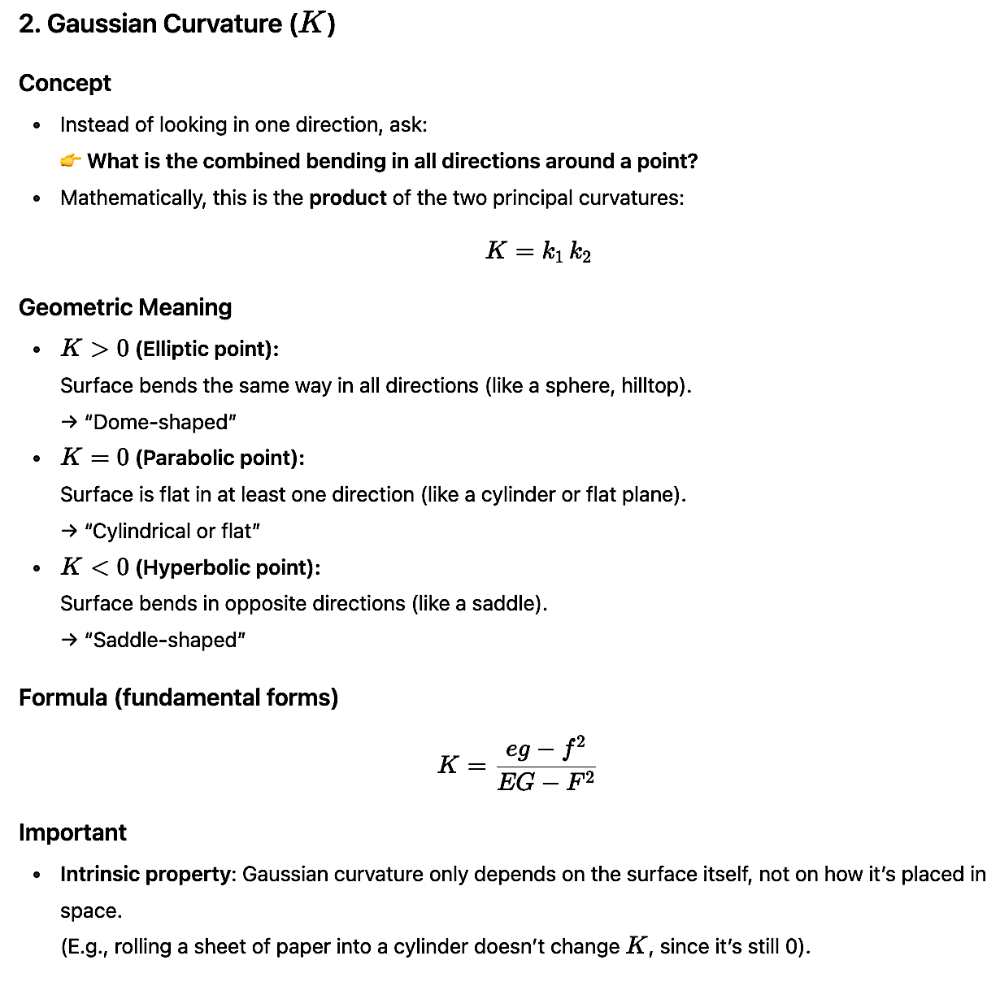 2. Gaussian Curvature (K)
Concept
• Instead of looking in one direction, ask:
👉 What is the combined bending in all directions around a point?
• Mathematically, this is the product of the two principal curvatures:
K = k₁ k₂
Geometric Meaning
• K > 0 (Elliptic point):
Surface bends the same way in all directions (like a sphere, hilltop).
→ "Dome-shaped"
• K = 0 (Parabolic point):
Surface is flat in at least one direction (like a cylinder or flat plane).
→ "Cylindrical or flat"
• K < 0 (Hyperbolic point):
Surface bends in opposite directions (like a saddle).
→ "Saddle-shaped"
Formula (fundamental forms)
K = (eg − f²) / (EG − F²)
Important
• Intrinsic property: Gaussian curvature only depends on the surface itself, not on how it’s placed in
space.
(E.g., rolling a sheet of paper into a cylinder doesn’t change K, since it’s still 0).